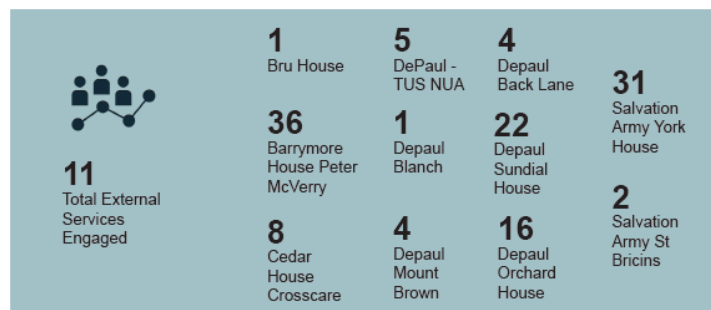 11
Total External
Services
Engaged
1
Bru House
36
Barrymore
House Peter
McVerry
8
Cedar
House
Crosscare
5
DePaul -
TUS NUA
1
Depaul
Blanch
4
Depaul
Mount
Brown
4
Depaul
Back Lane
22
Depaul
Sundial
House
16
Depaul
Orchard
House
31
Salvation
Army York
House
2
Salvation
Army St
Bricins